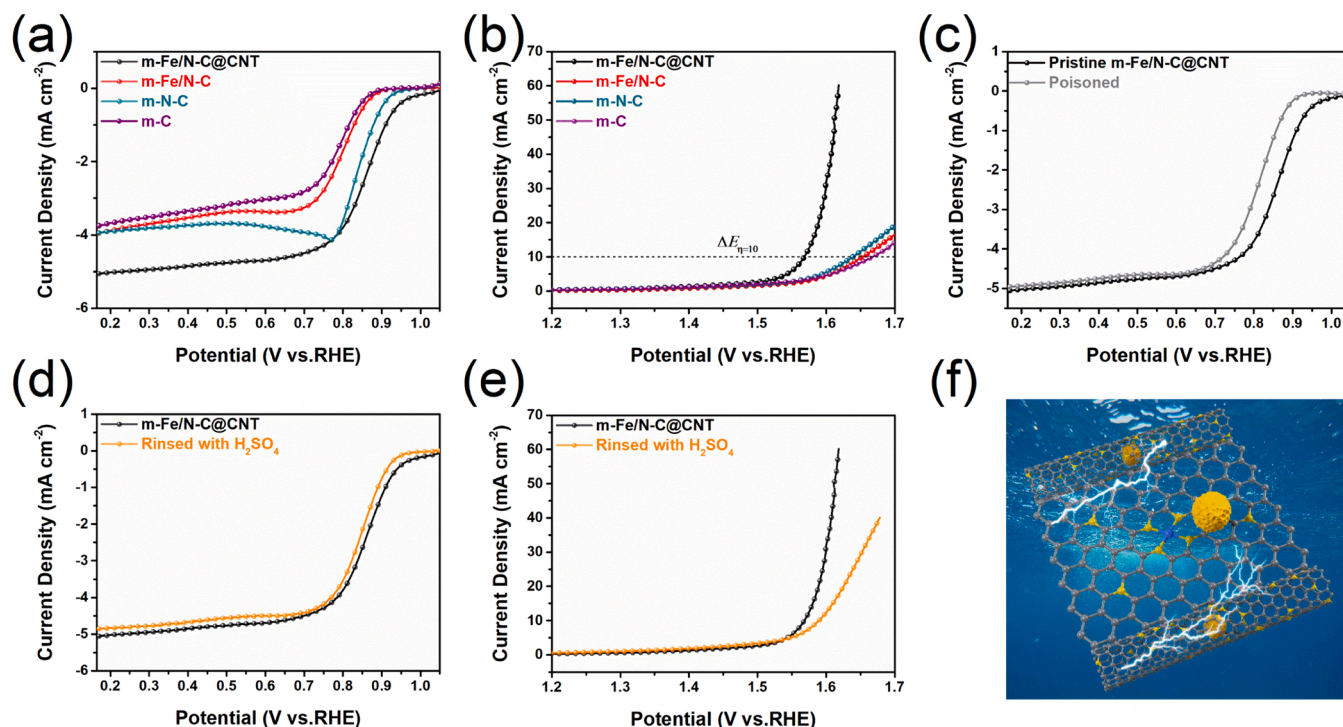 (a)
m-Fe/N-C@CNT
m-Fe/N-C
m-N-C
m-C
0
-2
-4
-6
0.2 0.3 0.4 0.5 0.6 0.7 0.8 0.9 1.0
Current Density (mA cm⁻²)
Potential (V vs.RHE)
(b)
m-Fe/N-C@CNT
m-Fe/N-C
m-N-C
m-C
70
60
50
40
30
20
10
0
ΔE_η=10
1.2 1.3 1.4 1.5 1.6 1.7
Current Density (mA cm⁻²)
Potential (V vs.RHE)
(c)
Pristine m-Fe/N-C@CNT
Poisoned
1
0
-1
-2
-3
-4
-5
0.2 0.3 0.4 0.5 0.6 0.7 0.8 0.9 1.0
Current Density (mA cm⁻²)
Potential (V vs.RHE)
(d)
m-Fe/N-C@CNT
Rinsed with H₂SO₄
1
0
-1
-2
-3
-4
-5
-6
0.2 0.3 0.4 0.5 0.6 0.7 0.8 0.9 1.0
Current Density (mA cm⁻²)
Potential (V vs.RHE)
(e)
m-Fe/N-C@CNT
Rinsed with H₂SO₄
70
60
50
40
30
20
10
0
1.2 1.3 1.4 1.5 1.6 1.7
Current Density (mA cm⁻²)
Potential (V vs.RHE)
(f)